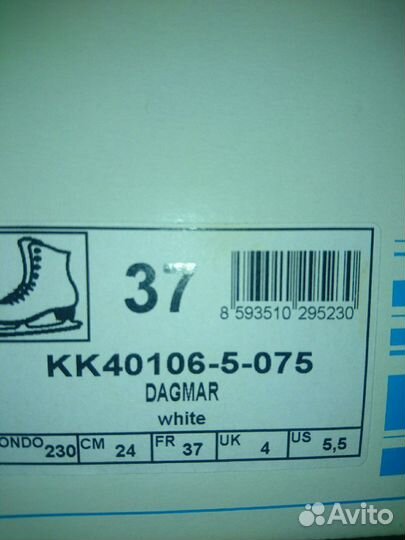 37
8 593510 295230
KK40106-5-075
DAGMAR
white
ONDO 230 CM 24 FR 37 UK 4 US 5,5
Avito